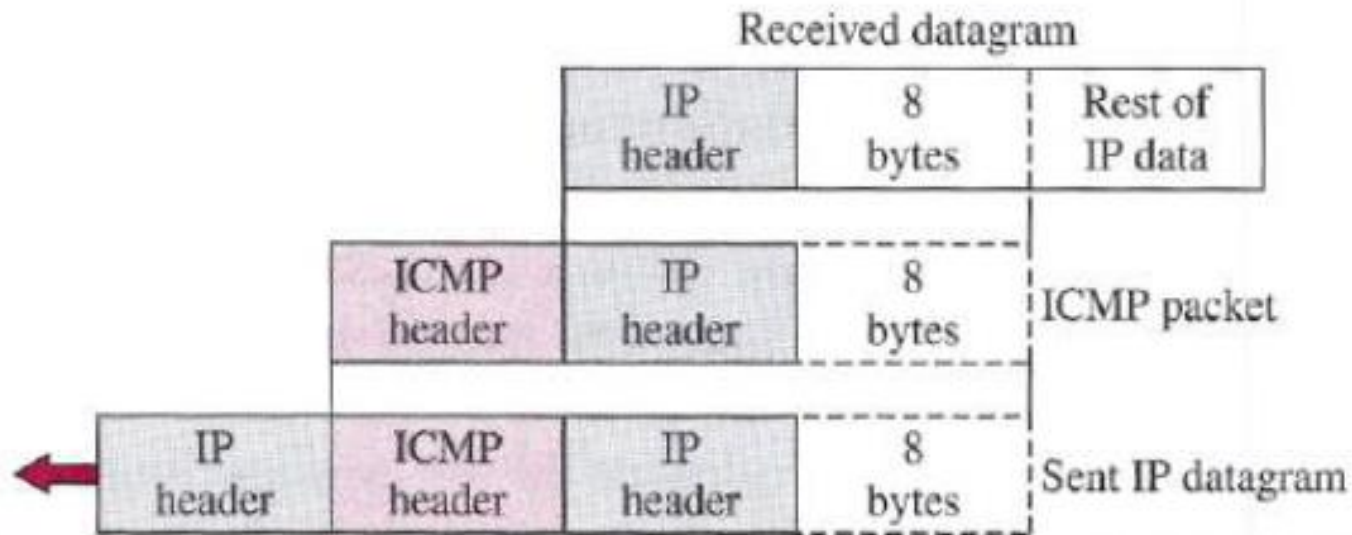 Received datagram
IP header
8 bytes
Rest of IP data
ICMP header
IP header
8 bytes
ICMP packet
IP header
ICMP header
IP header
8 bytes
Sent IP datagram